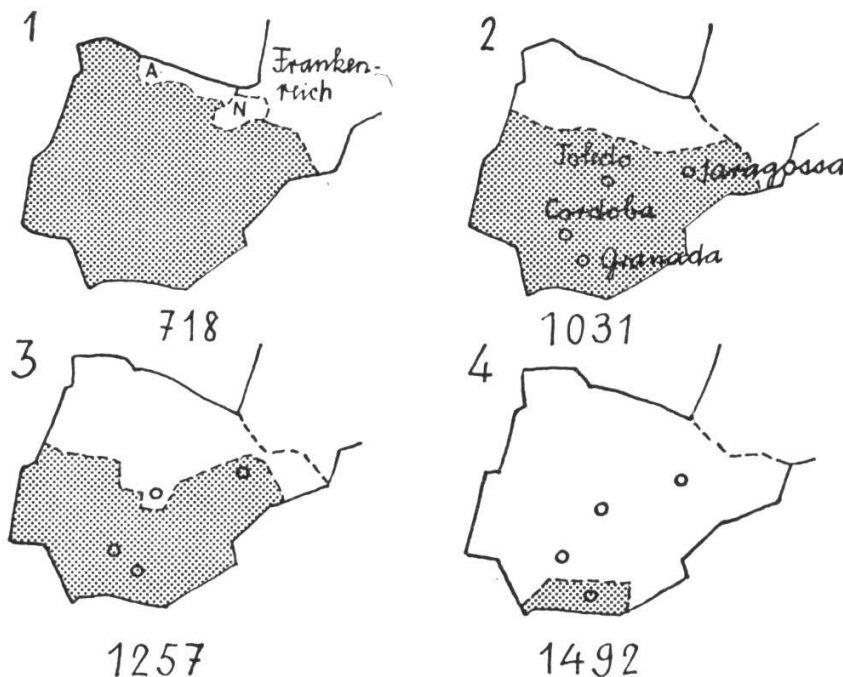 1
A
N
Franken-
reich
718
2
Toledo
Saragossa
Cordoba
Granada
1031
3
1257
4
1492